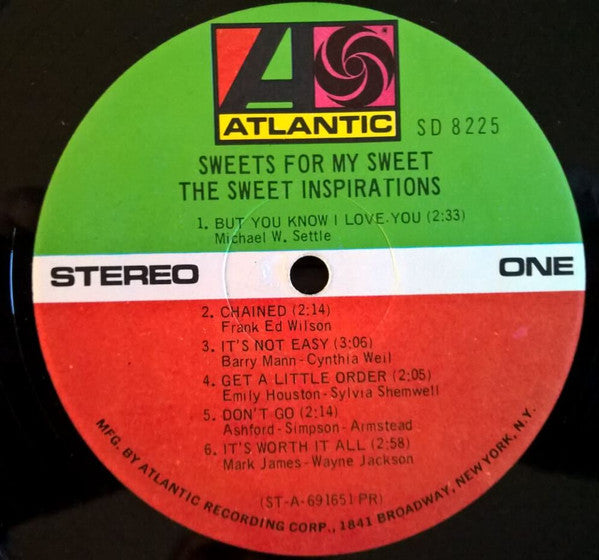 ATLANTIC
SD 8225
SWEETS FOR MY SWEET
THE SWEET INSPIRATIONS
1. BUT YOU KNOW I LOVE YOU (2:33)
Michael W. Settle
STEREO
ONE
2. CHAINED (2:14)
Frank Ed Wilson
3. IT'S NOT EASY (3:06)
Barry Mann-Cynthia Weil
4. GET A LITTLE ORDER (2:05)
Emily Houston-Sylvia Shemwell
5. DON'T GO (2:14)
Ashford-Simpson-Armstead
6. IT'S WORTH IT ALL (2:58)
Mark James-Wayne Jackson
(ST-A-691651 PR)
MFG. BY ATLANTIC RECORDING CORP., 1841 BROADWAY, NEW YORK, N.Y.